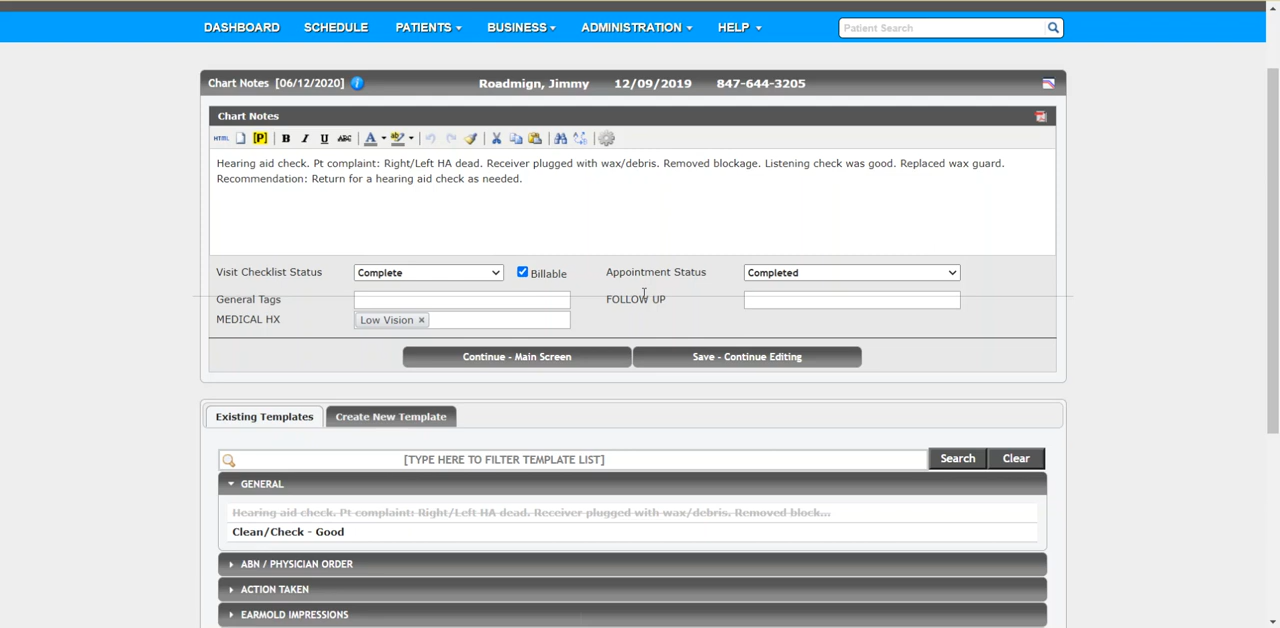 DASHBOARD SCHEDULE PATIENTS BUSINESS ADMINISTRATION HELP Patient Search
Chart Notes [06/12/2020] i Roadmign, Jimmy 12/09/2019 847-644-3205
Chart Notes
HTML [P] B I U ABC A ab
Hearing aid check. Pt complaint: Right/Left HA dead. Receiver plugged with wax/debris. Removed blockage. Listening check was good. Replaced wax guard.
Recommendation: Return for a hearing aid check as needed.
Visit Checklist Status Complete Billable Appointment Status Completed
General Tags FOLLOW UP
MEDICAL HX Low Vision ×
Continue - Main Screen Save - Continue Editing
Existing Templates Create New Template
[TYPE HERE TO FILTER TEMPLATE LIST] Search Clear
GENERAL
Hearing aid check. Pt complaint: Right/Left HA dead. Receiver plugged with wax/debris. Removed block...
Clean/Check - Good
ABN / PHYSICIAN ORDER
ACTION TAKEN
EARMOLD IMPRESSIONS